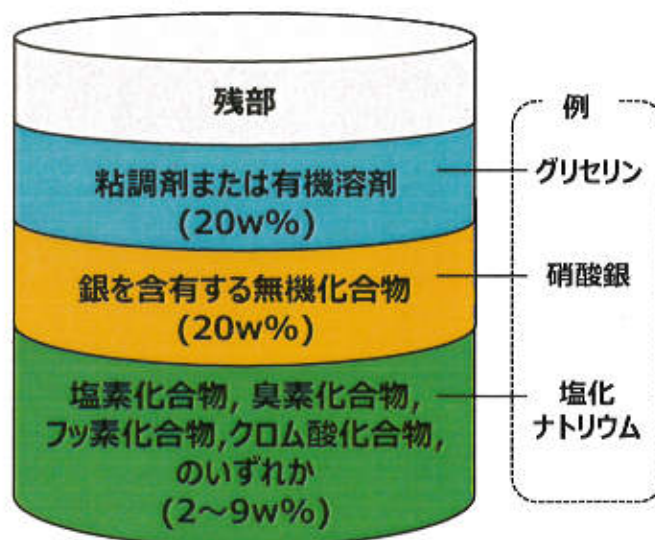 残部
粘調剤または有機溶剤
(20w%)
銀を含有する無機化合物
(20w%)
塩素化合物, 臭素化合物,
フッ素化合物,クロム酸化合物,
のいずれか
(2～9w%)
例
グリセリン
硝酸銀
塩化
ナトリウム